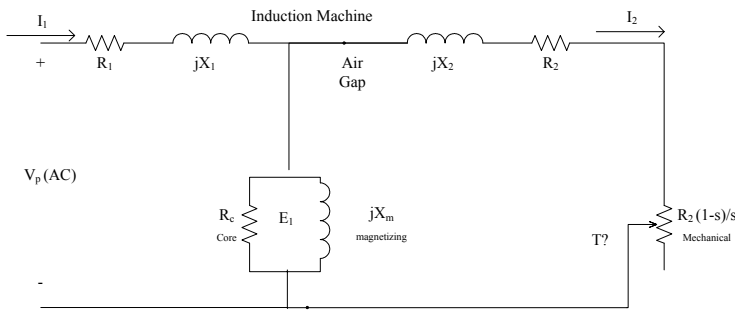 Induction Machine
I₁
I₂
+
R₁
jX₁
Air
Gap
jX₂
R₂
Vₚ (AC)
R꜀
Core
E₁
jXₘ
magnetizing
T?
R₂ (1-s)/s
Mechanical
-